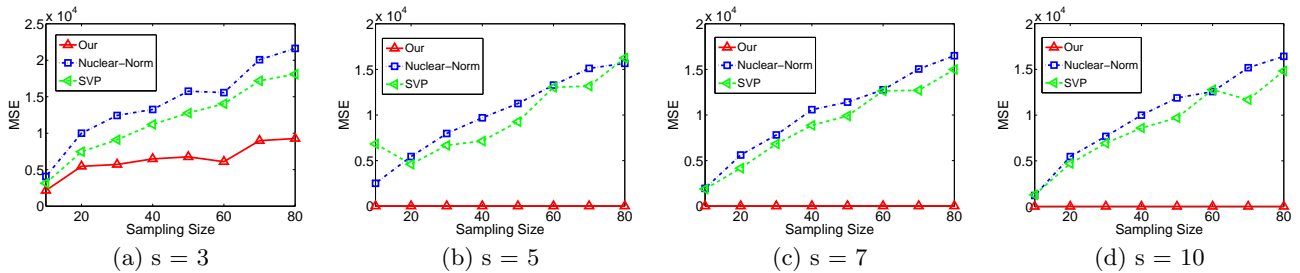 x 10^4
2.5
2
1.5
1
0.5
0
MSE
Our
Nuclear-Norm
SVP
20 40 60 80
Sampling Size
(a) s = 3
x 10^4
2
1.5
1
0.5
0
MSE
Our
Nuclear-Norm
SVP
20 40 60 80
Sampling Size
(b) s = 5
x 10^4
2
1.5
1
0.5
0
MSE
Our
Nuclear-Norm
SVP
20 40 60 80
Sampling Size
(c) s = 7
x 10^4
2
1.5
1
0.5
0
MSE
Our
Nuclear-Norm
SVP
20 40 60 80
Sampling Size
(d) s = 10